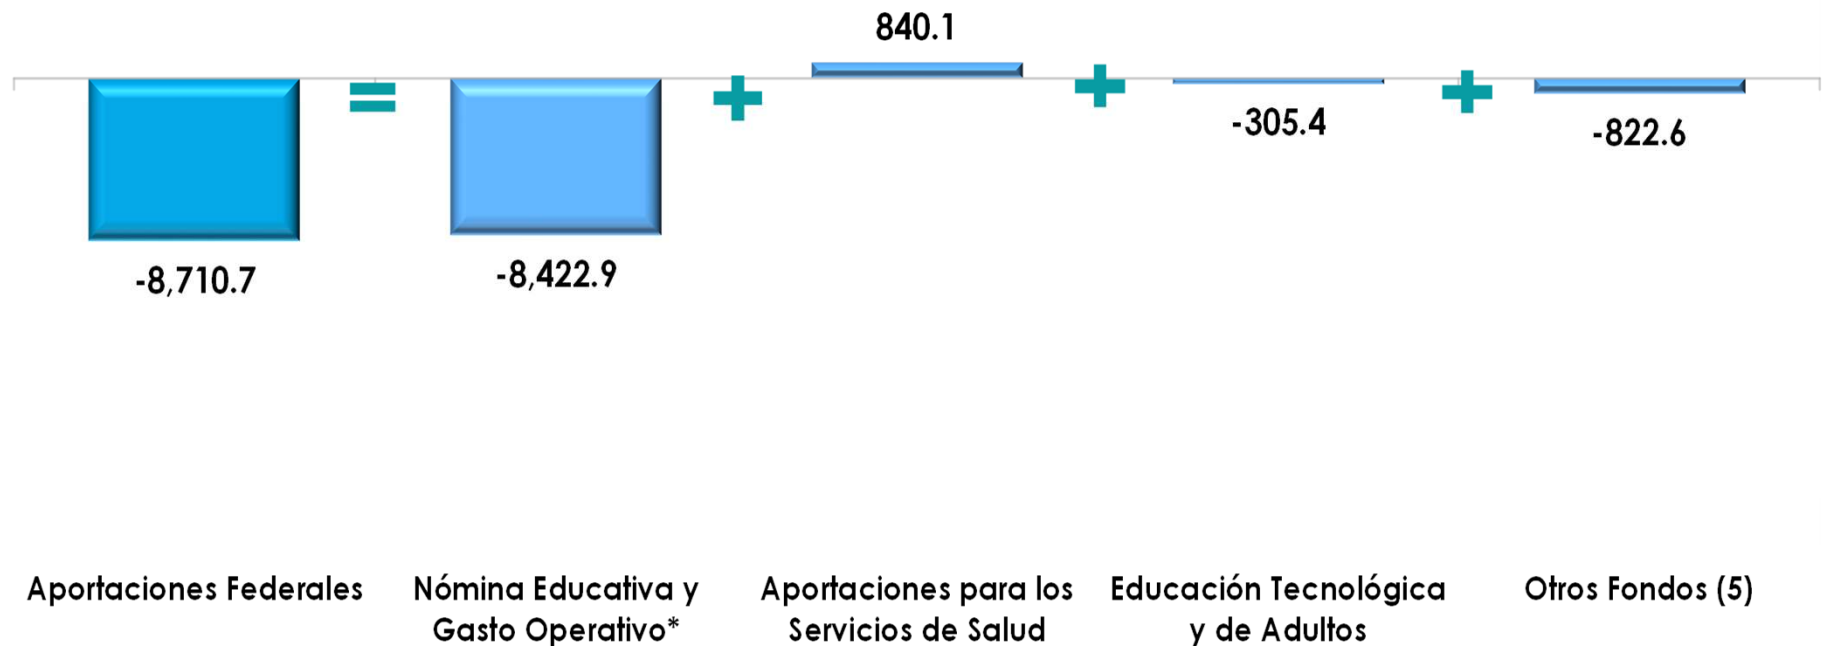 840.1
=
+
+
+
-305.4
-822.6
-8,710.7
-8,422.9
Aportaciones Federales
Nómina Educativa y
Gasto Operativo*
Aportaciones para los
Servicios de Salud
Educación Tecnológica
y de Adultos
Otros Fondos (5)